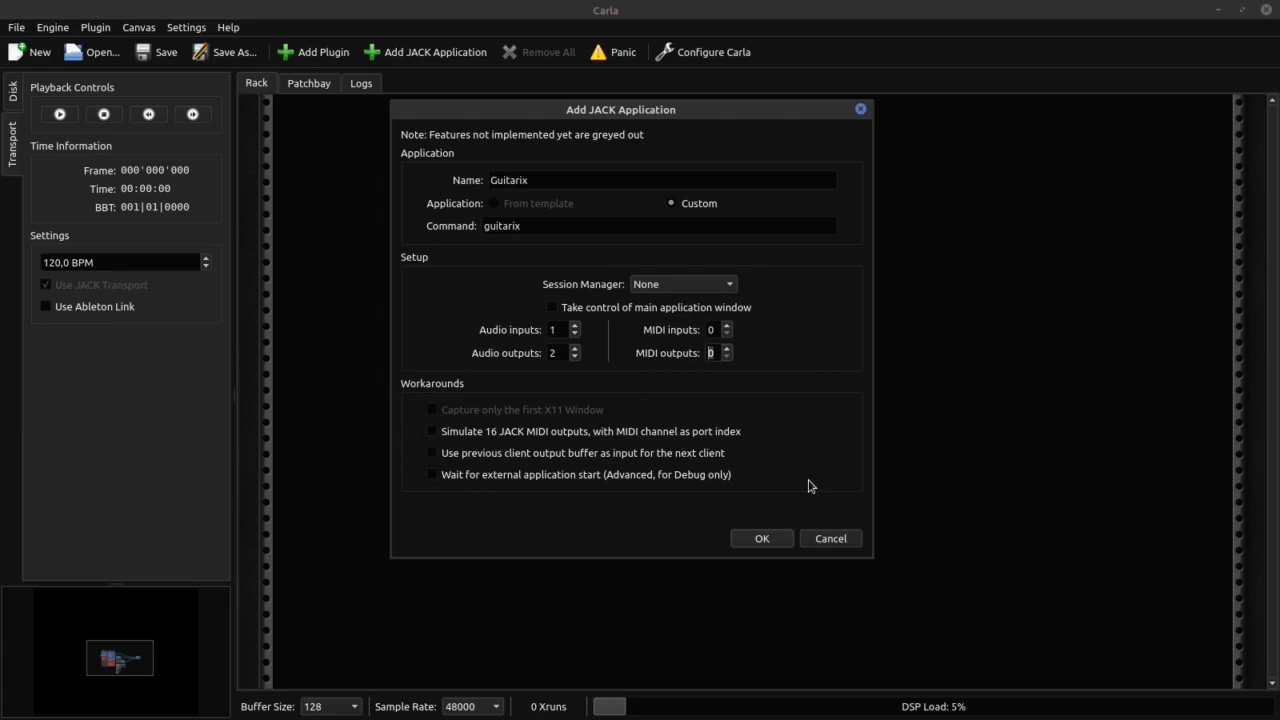 Carla
File Engine Plugin Canvas Settings Help
New Open... Save Save As... Add Plugin Add JACK Application Remove All Panic Configure Carla
Disk
Transport
Playback Controls
Time Information
Frame: 000'000'000
Time: 00:00:00
BBT: 001|01|0000
Settings
120,0 BPM
Use JACK Transport
Use Ableton Link
Rack Patchbay Logs
Add JACK Application
Note: Features not implemented yet are greyed out
Application
Name: Guitarix
Application: From template Custom
Command: guitarix
Setup
Session Manager: None
Take control of main application window
Audio inputs: 1 MIDI inputs: 0
Audio outputs: 2 MIDI outputs: 0
Workarounds
Capture only the first X11 Window
Simulate 16 JACK MIDI outputs, with MIDI channel as port index
Use previous client output buffer as input for the next client
Wait for external application start (Advanced, for Debug only)
OK Cancel
Buffer Size: 128 Sample Rate: 48000 0 Xruns DSP Load: 5%